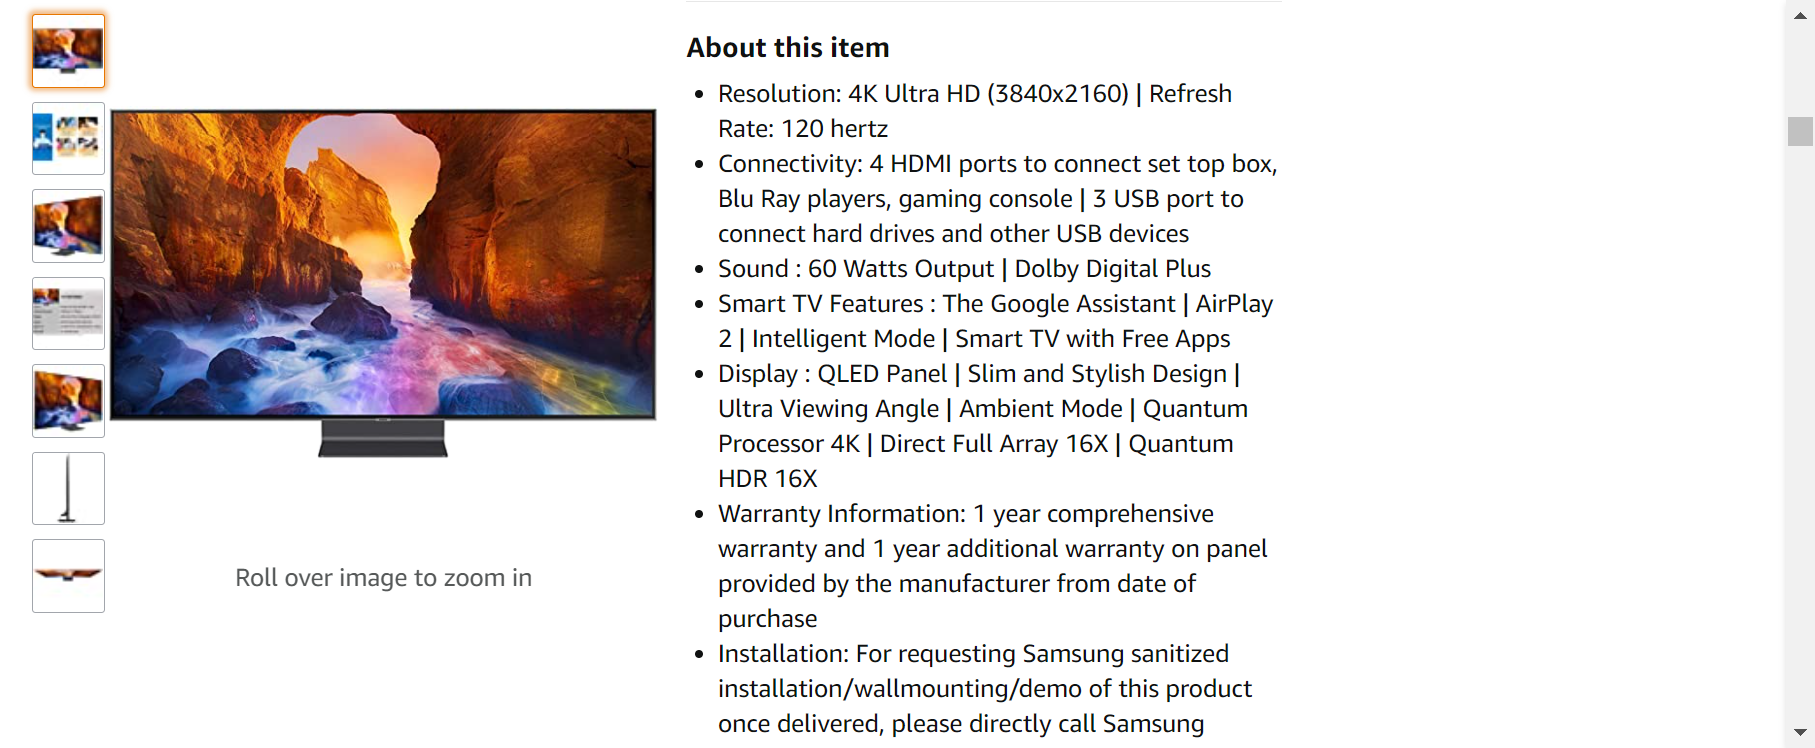 About this item
Resolution: 4K Ultra HD (3840x2160) | Refresh
Rate: 120 hertz
Connectivity: 4 HDMI ports to connect set top box,
Blu Ray players, gaming console | 3 USB port to
connect hard drives and other USB devices
Sound : 60 Watts Output | Dolby Digital Plus
Smart TV Features : The Google Assistant | AirPlay
2 | Intelligent Mode | Smart TV with Free Apps
Display : QLED Panel | Slim and Stylish Design |
Ultra Viewing Angle | Ambient Mode | Quantum
Processor 4K | Direct Full Array 16X | Quantum
HDR 16X
Warranty Information: 1 year comprehensive
warranty and 1 year additional warranty on panel
provided by the manufacturer from date of
purchase
Installation: For requesting Samsung sanitized
installation/wallmounting/demo of this product
once delivered, please directly call Samsung
Roll over image to zoom in